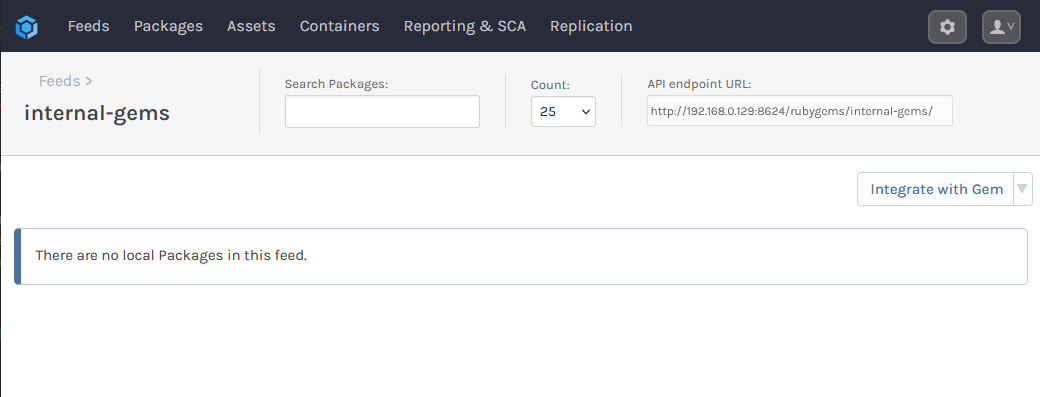 Feeds Packages Assets Containers Reporting & SCA Replication
Feeds >
internal-gems
Search Packages:
Count:
25
API endpoint URL:
http://192.168.0.129:8624/rubygems/internal-gems/
Integrate with Gem
There are no local Packages in this feed.